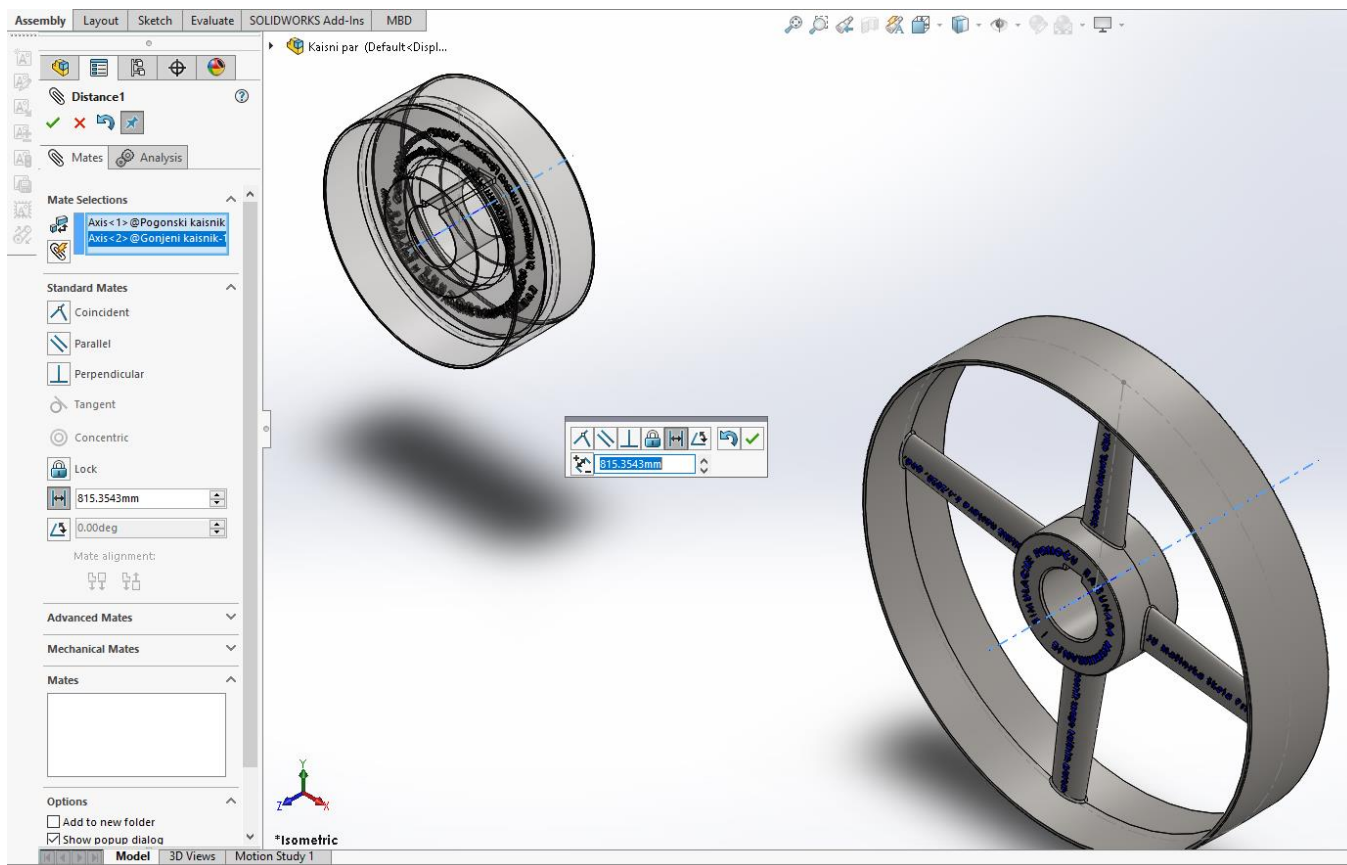 Assembly Layout Sketch Evaluate SOLIDWORKS Add-Ins MBD
Kaisni par (Default<Displ...
Distance1
Mates Analysis
Mate Selections
Axis<1>@Pogonski kaisnik
Axis<2>@Gonjeni kaisnik-1
Standard Mates
Coincident
Parallel
Perpendicular
Tangent
Concentric
Lock
815.3543mm
0.00deg
Mate alignment:
Advanced Mates
Mechanical Mates
Mates
Options
Add to new folder
Show popup dialog
815.3543mm
Y
Z X
*Isometric
Model 3D Views Motion Study 1